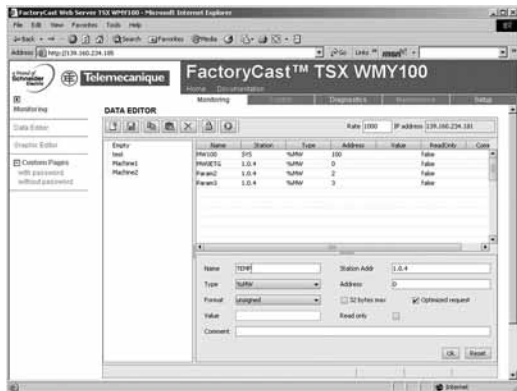 FactoryCast Web Server TSX WMY100 - Microsoft Internet Explorer
File Edit View Favorites Tools Help
Back Search Favorites Media
Address http://139.160.234.181 Go Links msn
a brand of Schneider Electric Telemecanique FactoryCast™ TSX WMY100
Home Documentation
Monitoring Control Diagnostics Maintenance Setup
Monitoring
DATA EDITOR
Data Editor
Rate 1000 IP address 139.160.234.181
Graphic Editor
Custom Pages
with password
without password
Empty
test
Machine1
Machine2
Name Station Type Address Value ReadOnly Com
MW100 SYS %MW 100 false
1.0.4 %MW 0 false
Param2 1.0.4 %MW 2 false
Param3 1.0.4 %MW 3 false
Name TEMP Station Addr 1.0.4
Type %MW Address 0
Format unsigned 32 bytes max Optimized request
Value Read only
Comment
Ok Reset
Internet